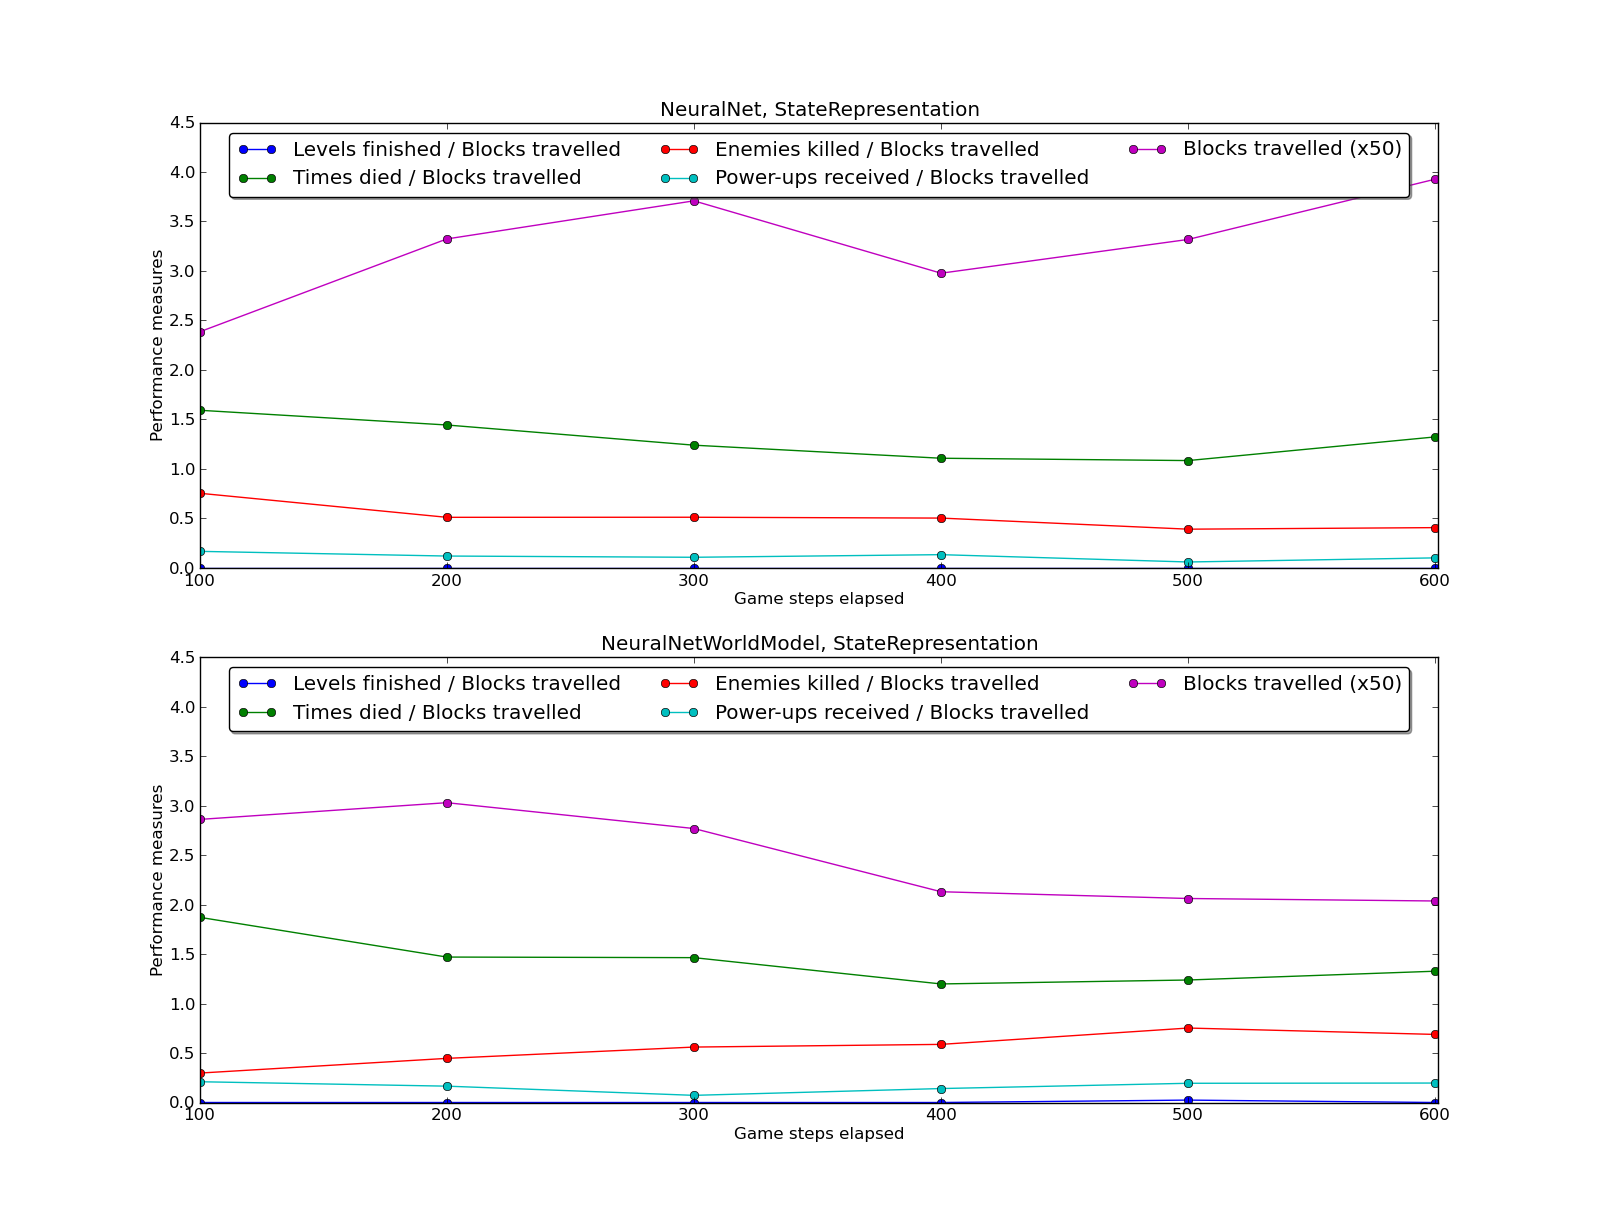 NeuralNet, StateRepresentation
4.5
4.0
3.5
3.0
2.5
2.0
1.5
1.0
0.5
0.0
Performance measures
Levels finished / Blocks travelled
Times died / Blocks travelled
Enemies killed / Blocks travelled
Power-ups received / Blocks travelled
Blocks travelled (x50)
100 200 300 400 500 600
Game steps elapsed
NeuralNetWorldModel, StateRepresentation
4.5
4.0
3.5
3.0
2.5
2.0
1.5
1.0
0.5
0.0
Performance measures
Levels finished / Blocks travelled
Times died / Blocks travelled
Enemies killed / Blocks travelled
Power-ups received / Blocks travelled
Blocks travelled (x50)
100 200 300 400 500 600
Game steps elapsed